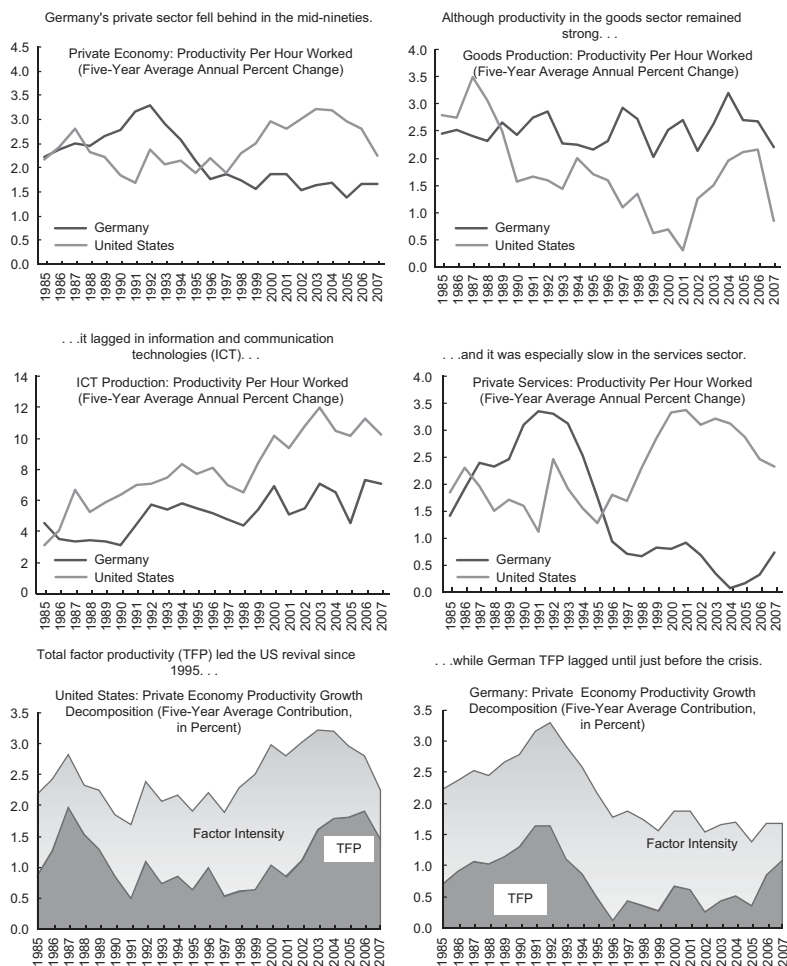 Germany's private sector fell behind in the mid-nineties.
Private Economy: Productivity Per Hour Worked
(Five-Year Average Annual Percent Change)
4.5
4.0
3.5
3.0
2.5
2.0
1.5
1.0
0.5
0.0
Germany
United States
1985 1986 1987 1988 1989 1990 1991 1992 1993 1994 1995 1996 1997 1998 1999 2000 2001 2002 2003 2004 2005 2006 2007
Although productivity in the goods sector remained
strong. . .
Goods Production: Productivity Per Hour Worked
(Five-Year Average Annual Percent Change)
4.0
3.5
3.0
2.5
2.0
1.5
1.0
0.5
0.0
Germany
United States
1985 1986 1987 1988 1989 1990 1991 1992 1993 1994 1995 1996 1997 1998 1999 2000 2001 2002 2003 2004 2005 2006 2007
. . .it lagged in information and communication
technologies (ICT). . .
ICT Production: Productivity Per Hour Worked
(Five-Year Average Annual Percent Change)
14
12
10
8
6
4
2
0
Germany
United States
1985 1986 1987 1988 1989 1990 1991 1992 1993 1994 1995 1996 1997 1998 1999 2000 2001 2002 2003 2004 2005 2006 2007
. . .and it was especially slow in the services sector.
Private Services: Productivity Per Hour Worked
(Five-Year Average Annual Percent Change)
4.0
3.5
3.0
2.5
2.0
1.5
1.0
0.5
0.0
Germany
United States
1985 1986 1987 1988 1989 1990 1991 1992 1993 1994 1995 1996 1997 1998 1999 2000 2001 2002 2003 2004 2005 2006 2007
Total factor productivity (TFP) led the US revival since
1995. . .
United States: Private Economy Productivity Growth
Decomposition (Five-Year Average Contribution,
in Percent)
3.5
3.0
2.5
2.0
1.5
1.0
0.5
0.0
Factor Intensity
TFP
1985 1986 1987 1988 1989 1990 1991 1992 1993 1994 1995 1996 1997 1998 1999 2000 2001 2002 2003 2004 2005 2006 2007
. . .while German TFP lagged until just before the crisis.
Germany: Private Economy Productivity Growth
Decomposition (Five-Year Average Contribution,
in Percent)
3.5
3.0
2.5
2.0
1.5
1.0
0.5
0.0
Factor Intensity
TFP
1985 1986 1987 1988 1989 1990 1991 1992 1993 1994 1995 1996 1997 1998 1999 2000 2001 2002 2003 2004 2005 2006 2007